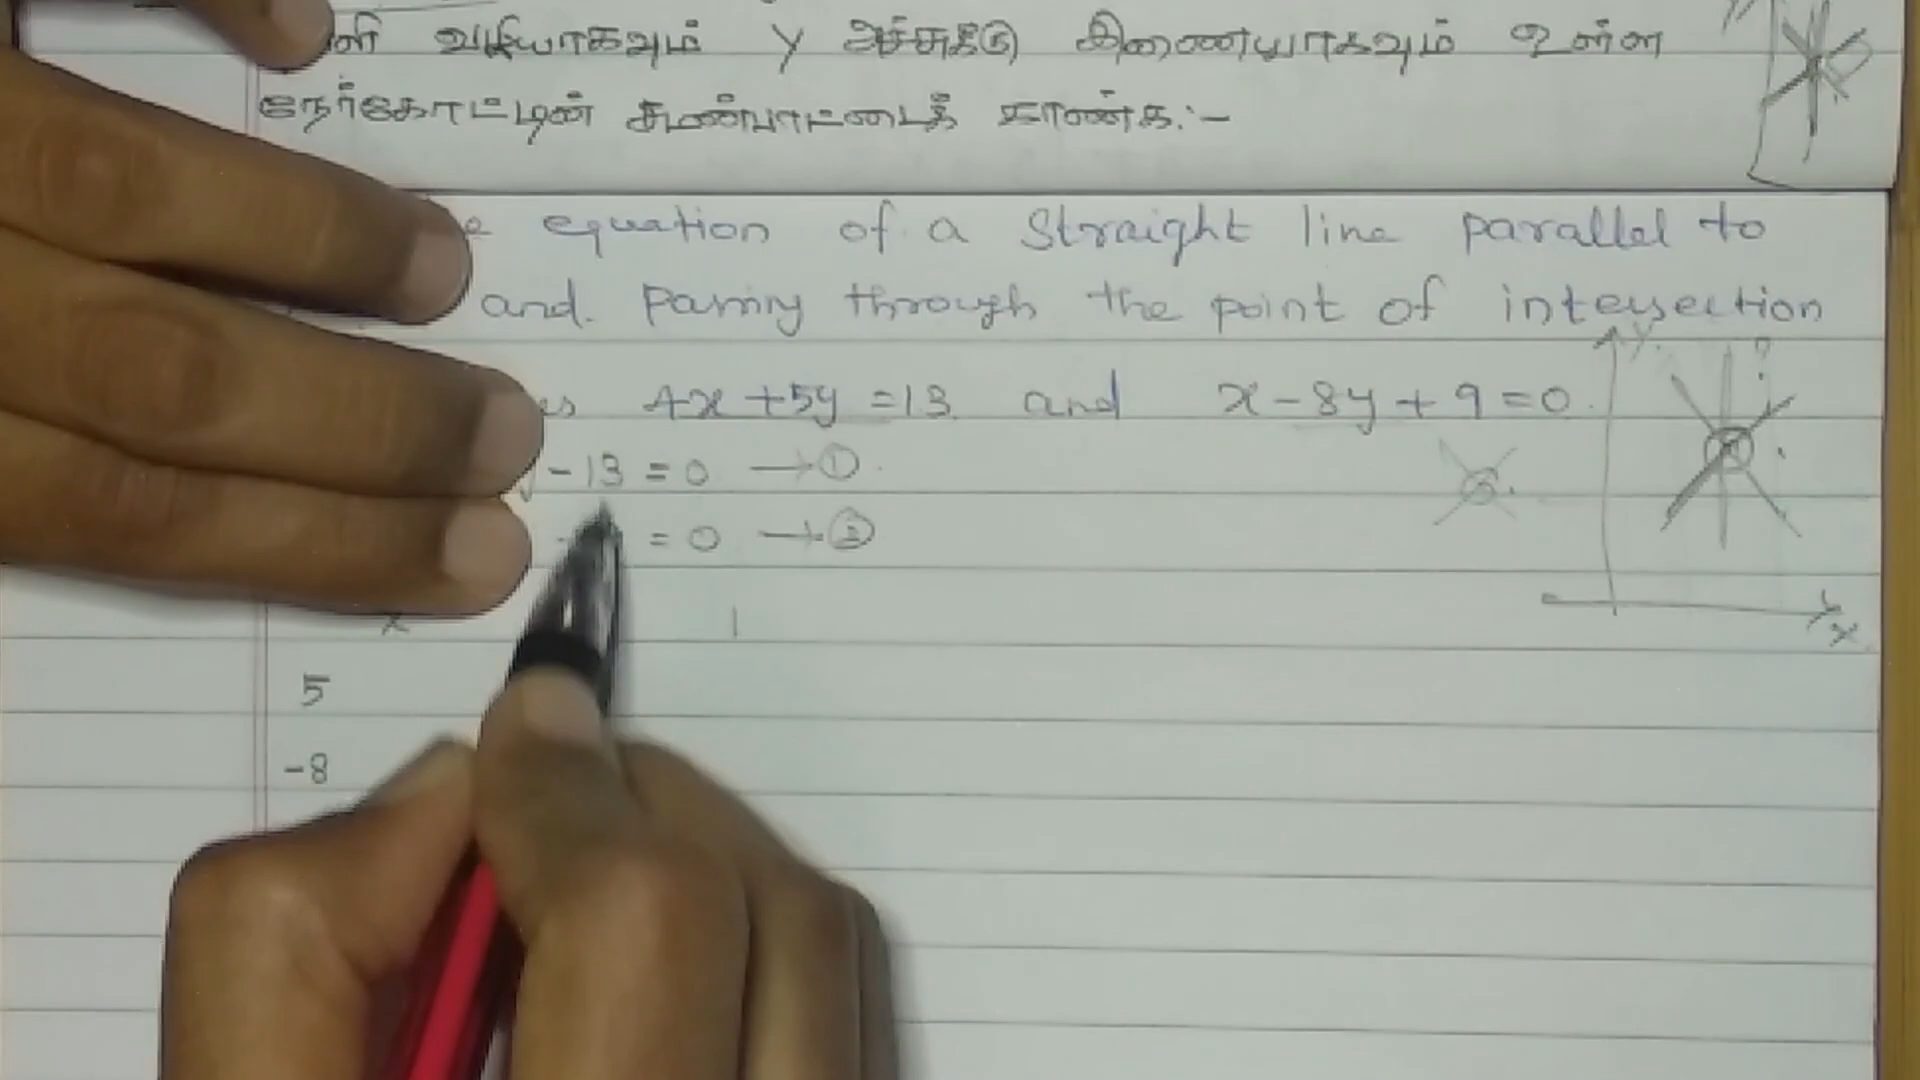 வழியாகவும் y அச்சுக்கு இணையாகவும் உள்ள
நேர்கோட்டின் சமன்பாட்டைக் காண்க:-
equation of a straight line parallel to
and passing through the point of intersection
4x + 5y = 13 and x - 8y + 9 = 0.
- 13 = 0 → ①
= 0 → ②
x 1
5
-8
y
x